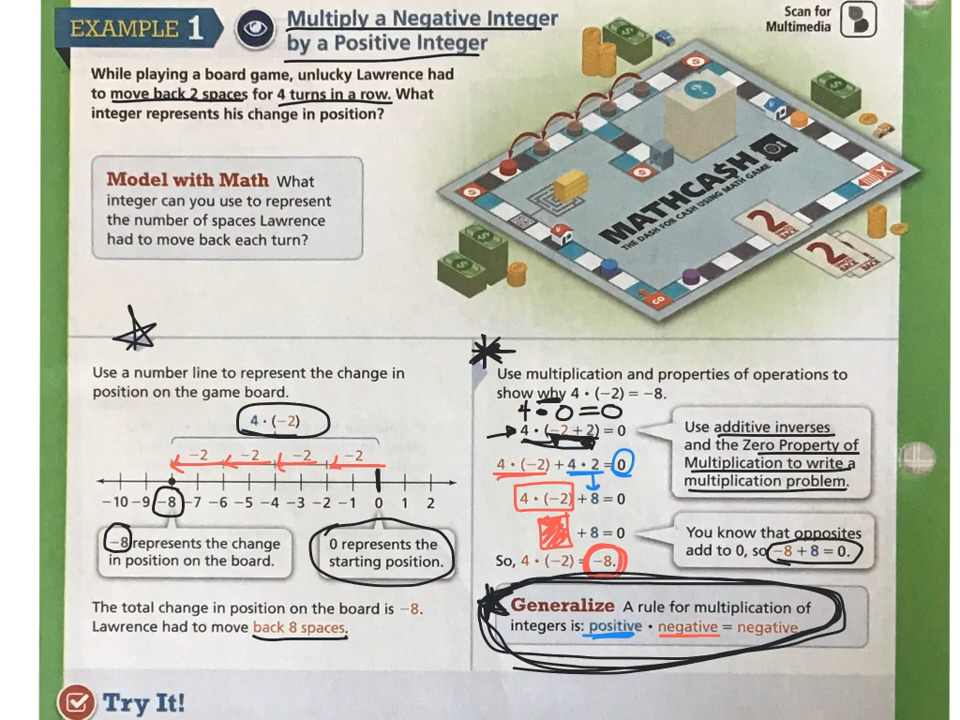 EXAMPLE 1
Multiply a Negative Integer
by a Positive Integer
Scan for
Multimedia
While playing a board game, unlucky Lawrence had
to move back 2 spaces for 4 turns in a row. What
integer represents his change in position?
Model with Math What
integer can you use to represent
the number of spaces Lawrence
had to move back each turn?
MATHCA$H
THE DASH FOR CASH USING MATH GAME
2
2
GO
Use a number line to represent the change in
position on the game board.
4 • (−2)
−2 −2 −2 −2
−10 −9 −8 −7 −6 −5 −4 −3 −2 −1 0 1 2
−8 represents the change
in position on the board.
0 represents the
starting position.
The total change in position on the board is −8.
Lawrence had to move back 8 spaces.
Use multiplication and properties of operations to
show why 4 • (−2) = −8.
4 • 0 = 0
4 • (−2 + 2) = 0
4 • (−2) + 4 • 2 = 0
4 • (−2) + 8 = 0
+ 8 = 0
So, 4 • (−2) = −8.
Use additive inverses
and the Zero Property of
Multiplication to write a
multiplication problem.
You know that opposites
add to 0, so −8 + 8 = 0.
Generalize A rule for multiplication of
integers is: positive • negative = negative
Try It!